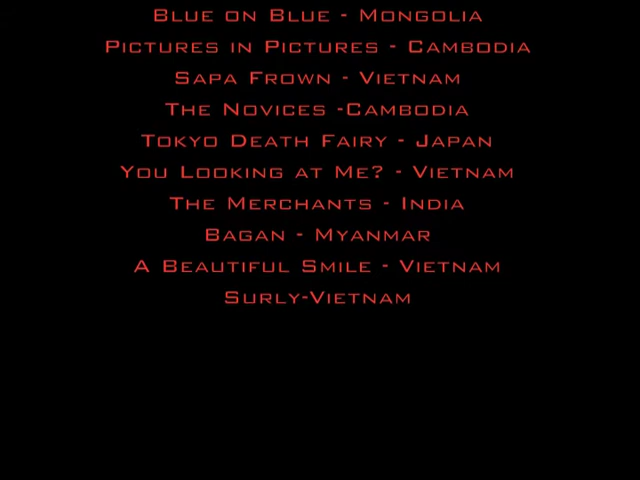 Blue on Blue - Mongolia
Pictures in Pictures - Cambodia
Sapa Frown - Vietnam
The Novices -Cambodia
Tokyo Death Fairy - Japan
You Looking at Me? - Vietnam
The Merchants - India
Bagan - Myanmar
A Beautiful Smile - Vietnam
Surly-Vietnam